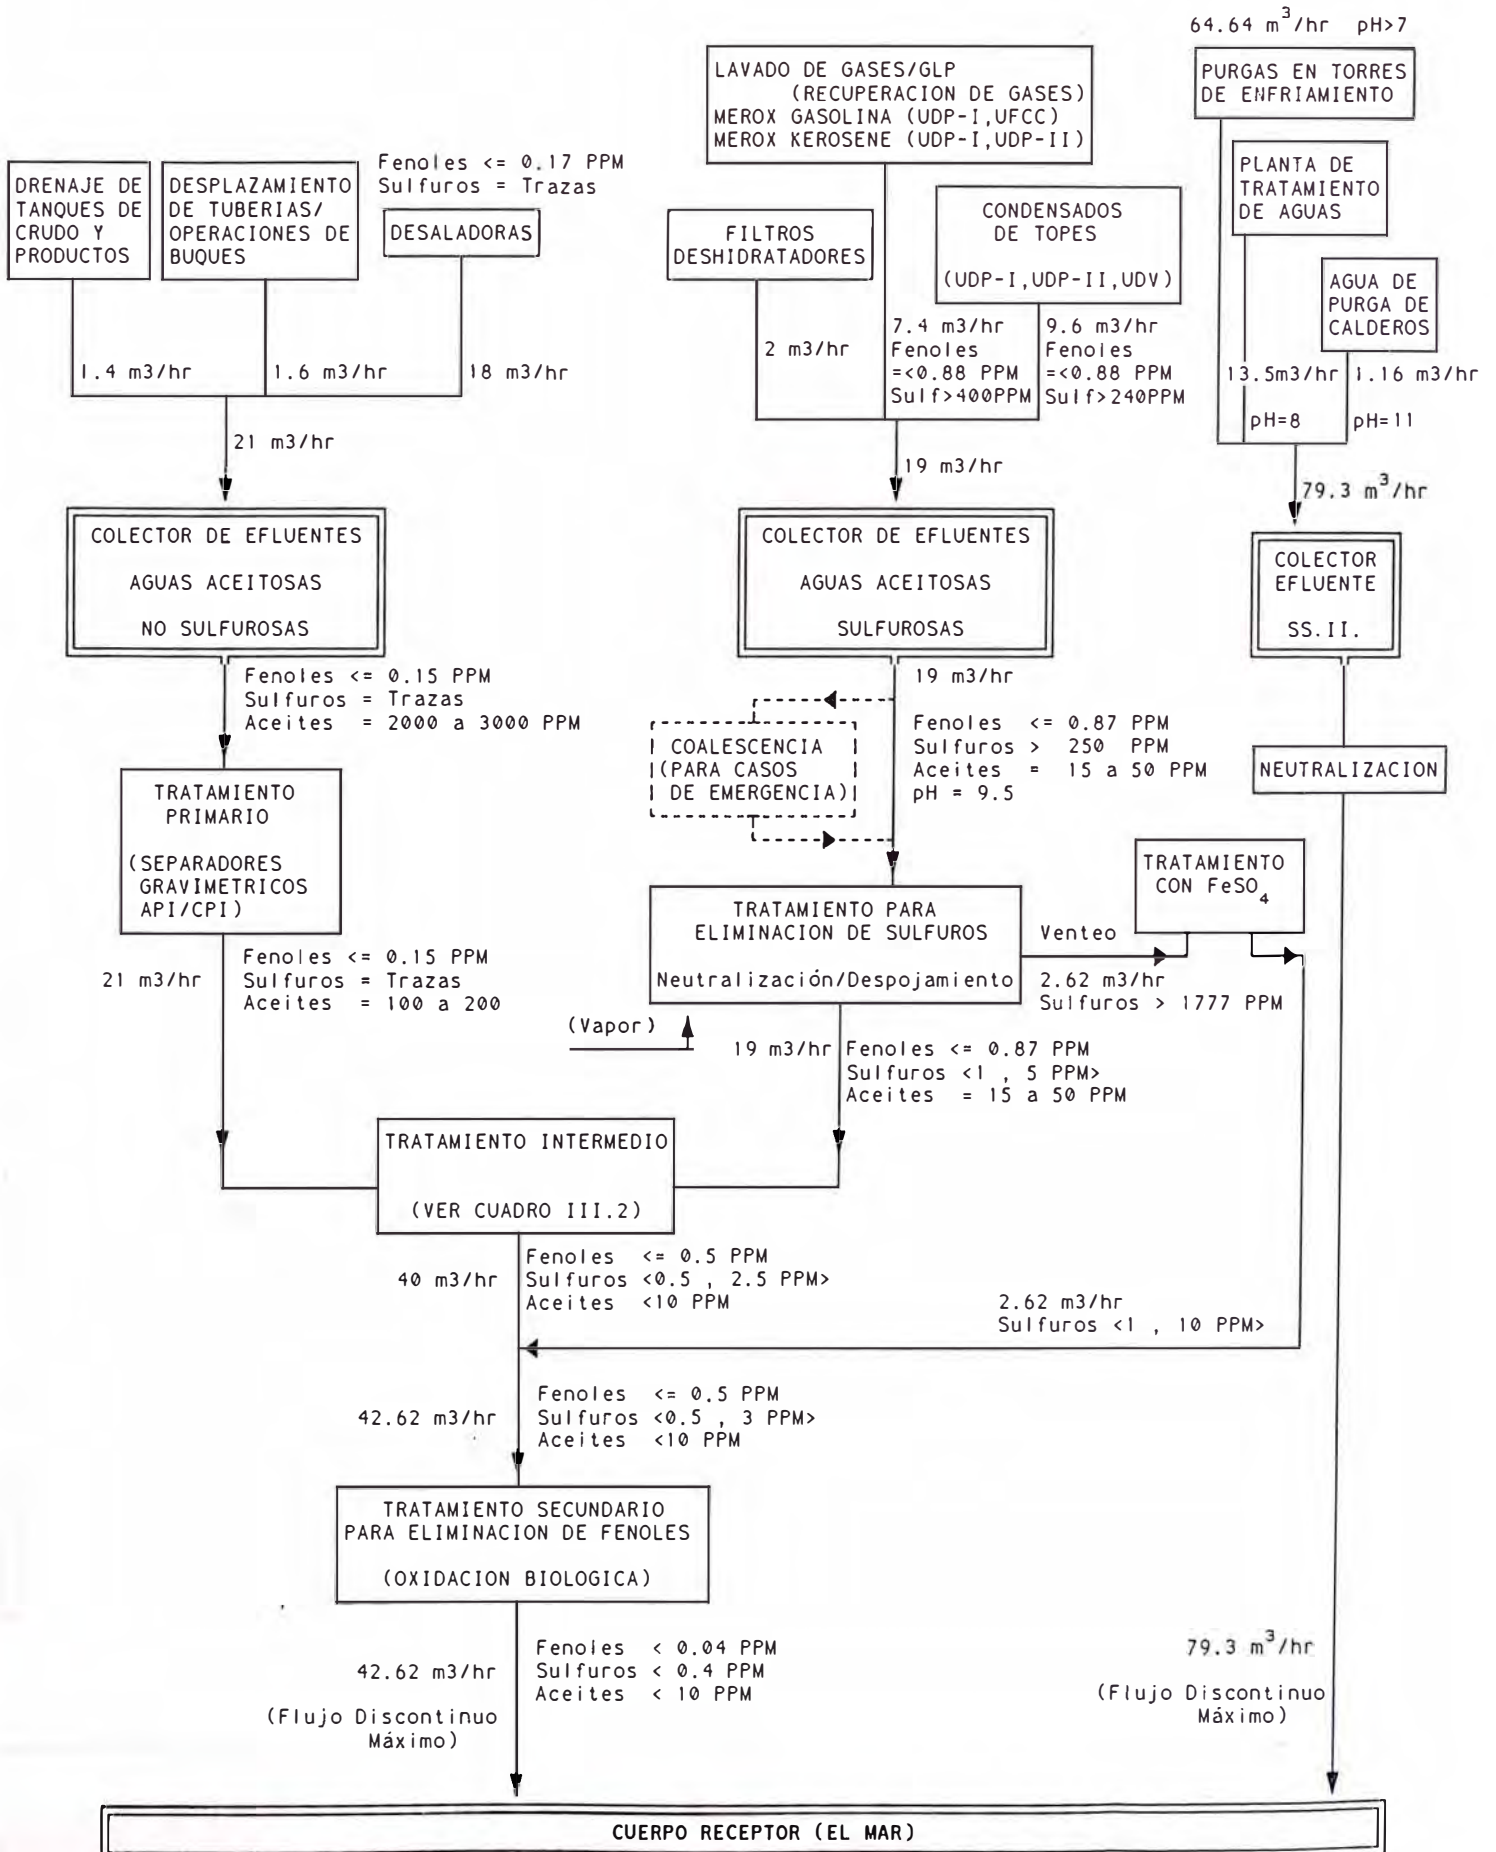 64.64 m³/hr pH>7
PURGAS EN TORRES
DE ENFRIAMIENTO
LAVADO DE GASES/GLP
(RECUPERACION DE GASES)
MEROX GASOLINA (UDP-I,UFCC)
MEROX KEROSENE (UDP-I,UDP-II)
DRENAJE DE
TANQUES DE
CRUDO Y
PRODUCTOS
DESPLAZAMIENTO
DE TUBERIAS/
OPERACIONES DE
BUQUES
Fenoles <= 0.17 PPM
Sulfuros = Trazas
DESALADORAS
FILTROS
DESHIDRATADORES
CONDENSADOS
DE TOPES
(UDP-I,UDP-II,UDV)
PLANTA DE
TRATAMIENTO
DE AGUAS
AGUA DE
PURGA DE
CALDEROS
1.4 m3/hr
1.6 m3/hr
18 m3/hr
21 m3/hr
2 m3/hr
7.4 m3/hr
Fenoles
=<0.88 PPM
Sulf>400PPM
9.6 m3/hr
Fenoles
=<0.88 PPM
Sulf>240PPM
19 m3/hr
13.5m3/hr
pH=8
1.16 m3/hr
pH=11
79.3 m³/hr
COLECTOR DE EFLUENTES
AGUAS ACEITOSAS
NO SULFUROSAS
COLECTOR DE EFLUENTES
AGUAS ACEITOSAS
SULFUROSAS
COLECTOR
EFLUENTE
SS.II.
Fenoles <= 0.15 PPM
Sulfuros = Trazas
Aceites = 2000 a 3000 PPM
19 m3/hr
COALESCENCIA
(PARA CASOS
DE EMERGENCIA)
Fenoles <= 0.87 PPM
Sulfuros > 250 PPM
Aceites = 15 a 50 PPM
pH = 9.5
NEUTRALIZACION
TRATAMIENTO
PRIMARIO
(SEPARADORES
GRAVIMETRICOS
API/CPI)
TRATAMIENTO PARA
ELIMINACION DE SULFUROS
Neutralización/Despojamiento
Venteo
TRATAMIENTO
CON FeSO₄
2.62 m3/hr
Sulfuros > 1777 PPM
21 m3/hr
Fenoles <= 0.15 PPM
Sulfuros = Trazas
Aceites = 100 a 200
(Vapor)
19 m3/hr
Fenoles <= 0.87 PPM
Sulfuros <1 , 5 PPM>
Aceites = 15 a 50 PPM
TRATAMIENTO INTERMEDIO
(VER CUADRO III.2)
40 m3/hr
Fenoles <= 0.5 PPM
Sulfuros <0.5 , 2.5 PPM>
Aceites <10 PPM
2.62 m3/hr
Sulfuros <1 , 10 PPM>
42.62 m3/hr
Fenoles <= 0.5 PPM
Sulfuros <0.5 , 3 PPM>
Aceites <10 PPM
TRATAMIENTO SECUNDARIO
PARA ELIMINACION DE FENOLES
(OXIDACION BIOLOGICA)
42.62 m3/hr
(Flujo Discontinuo
Máximo)
Fenoles < 0.04 PPM
Sulfuros < 0.4 PPM
Aceites < 10 PPM
79.3 m³/hr
(Flujo Discontinuo
Máximo)
CUERPO RECEPTOR (EL MAR)